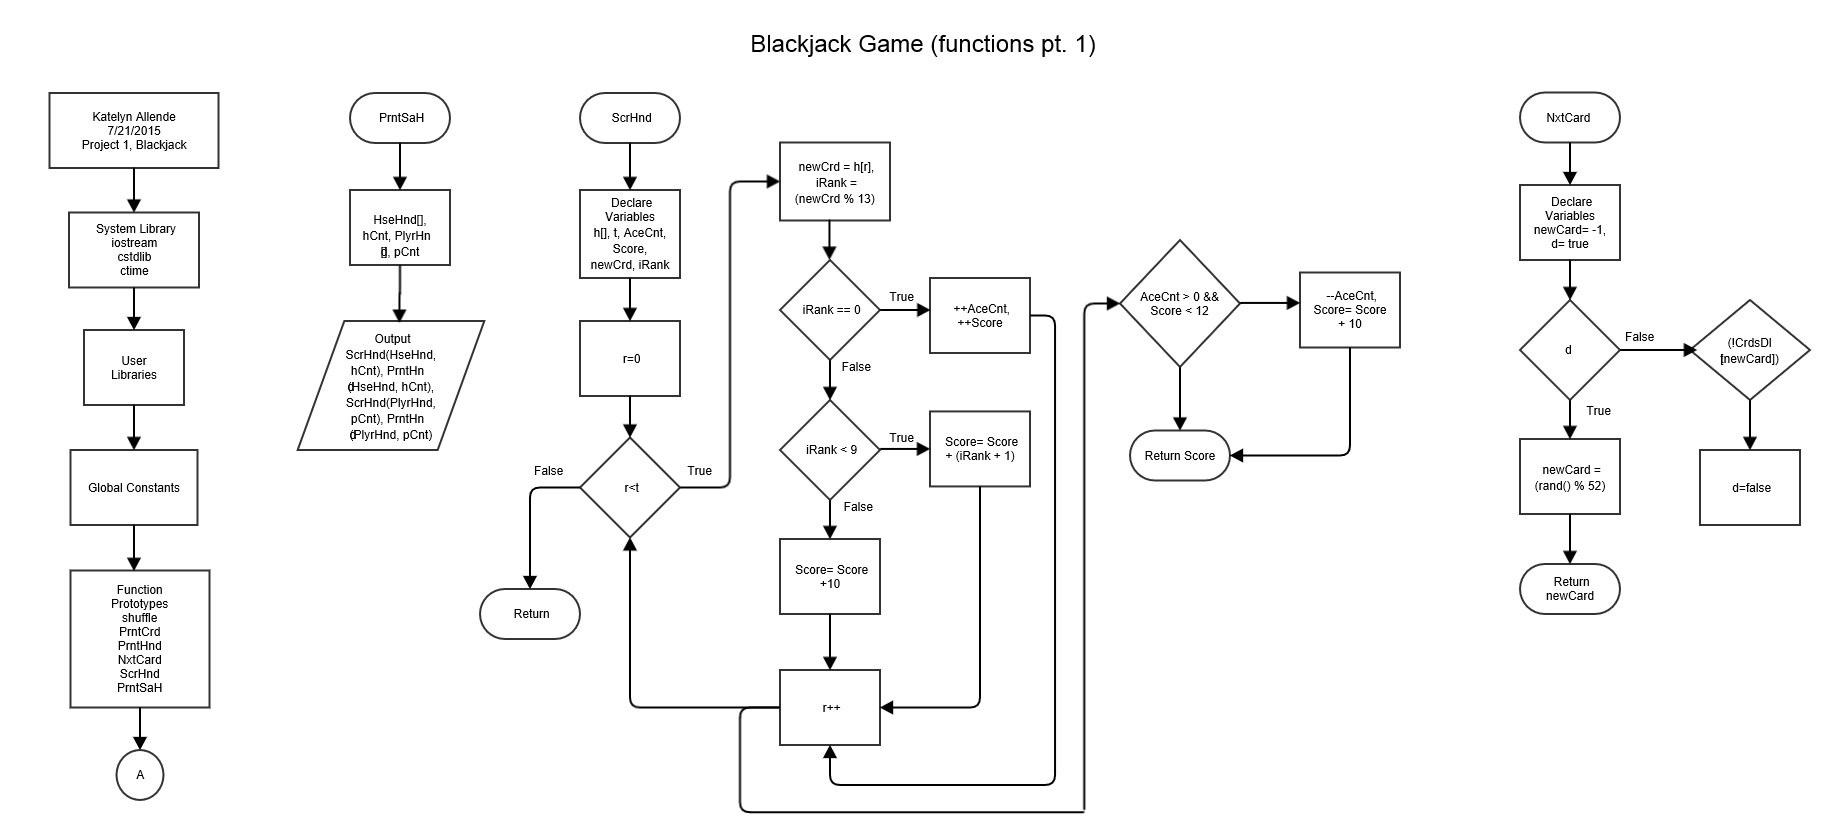 Blackjack Game (functions pt. 1)
Katelyn Allende
7/21/2015
Project 1, Blackjack
System Library
iostream
cstdlib
ctime
User
Libraries
Global Constants
Function
Prototypes
shuffle
PrntCrd
PrntHnd
NxtCard
ScrHnd
PrntSaH
A
PrntSaH
HseHnd[],
hCnt, PlyrHn
d[], pCnt
Output
ScrHnd(HseHnd,
hCnt), PrntHn
d(HseHnd, hCnt),
ScrHnd(PlyrHnd,
pCnt), PrntHn
d(PlyrHnd, pCnt)
ScrHnd
Declare
Variables
h[], t, AceCnt,
Score,
newCrd, iRank
r=0
r<t
False
True
Return
newCrd = h[r],
iRank =
(newCrd % 13)
iRank == 0
True
++AceCnt,
++Score
False
iRank < 9
True
Score= Score
+ (iRank + 1)
False
Score= Score
+10
r++
AceCnt > 0 &&
Score < 12
--AceCnt,
Score= Score
+ 10
Return Score
NxtCard
Declare
Variables
newCard= -1,
d= true
d
False
(!CrdsDl
[newCard])
True
newCard =
(rand() % 52)
d=false
Return
newCard